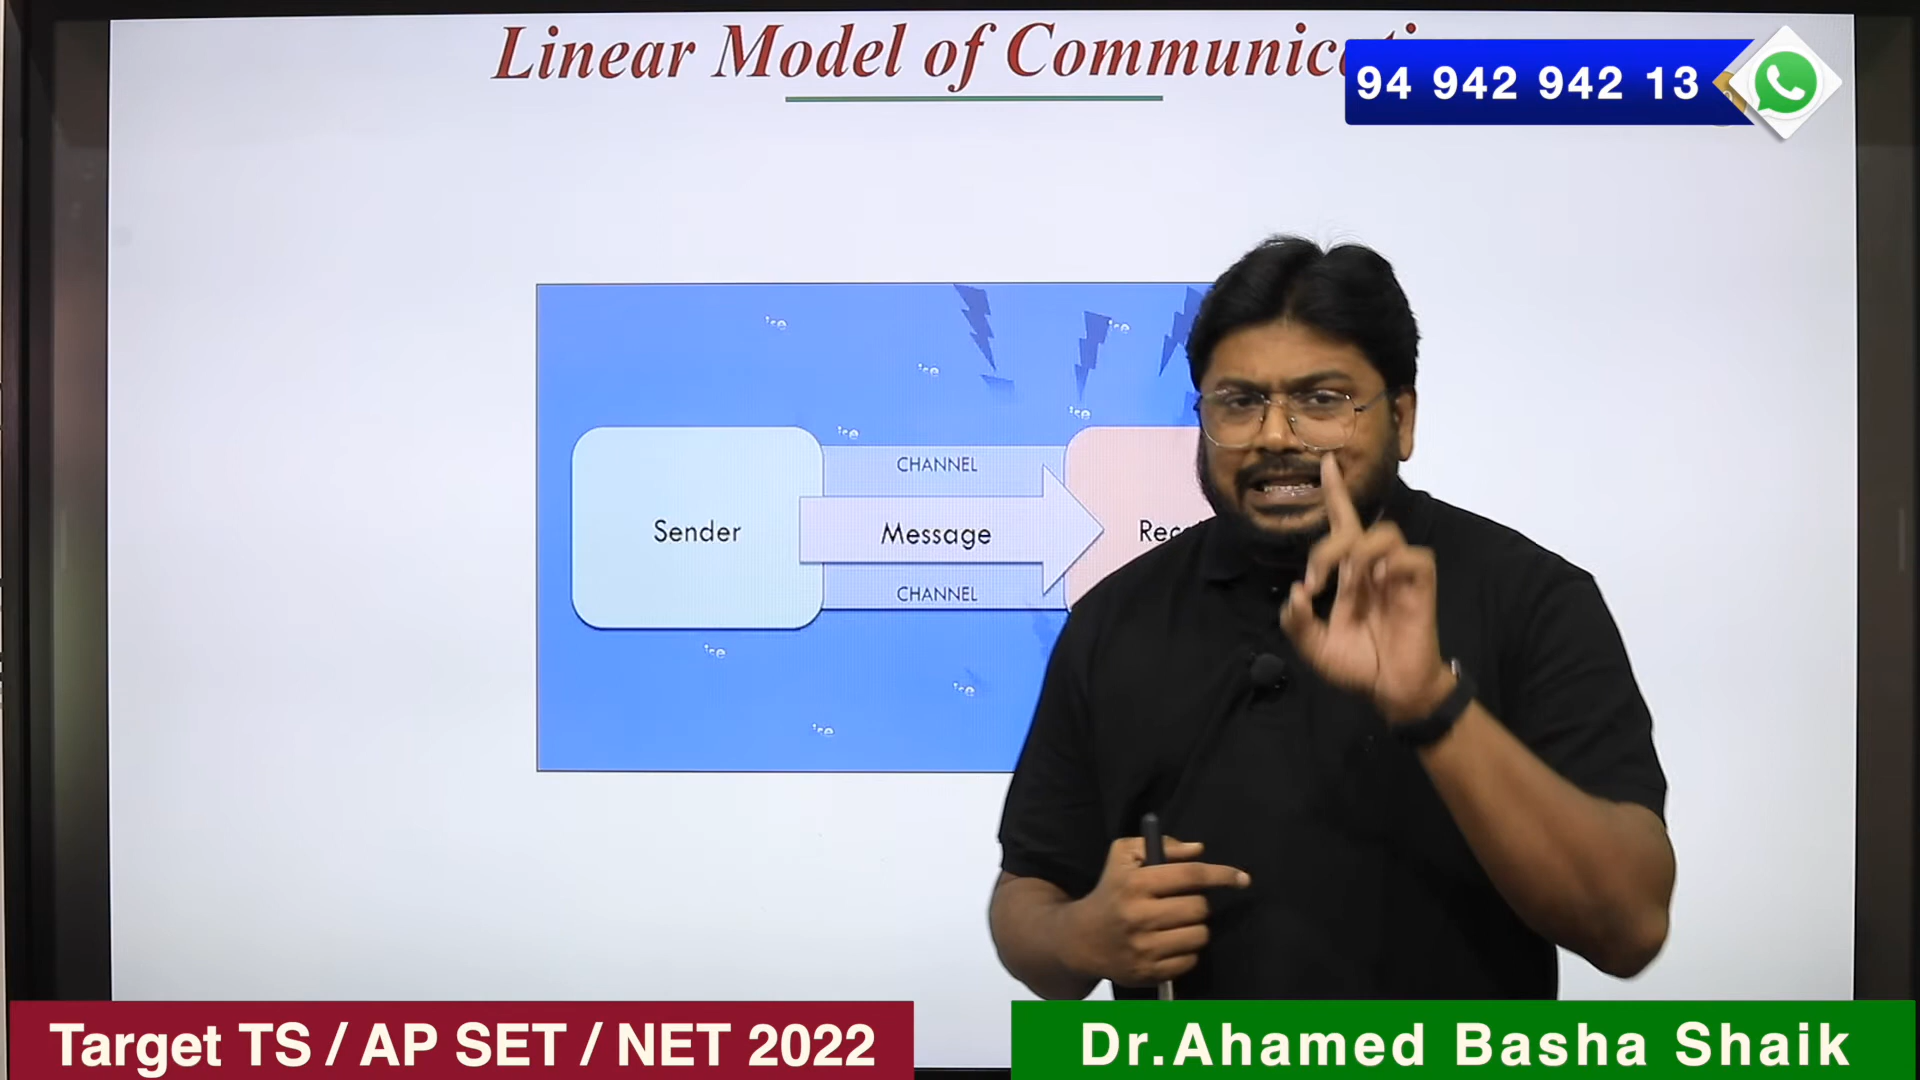 Linear Model of Communicati
94 942 942 13
CHANNEL
Sender
Message
CHANNEL
Target TS / AP SET / NET 2022
Dr.Ahamed Basha Shaik